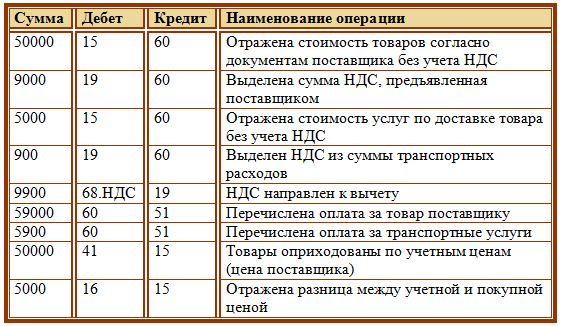 Сумма Дебет Кредит Наименование операции
50000 15 60 Отражена стоимость товаров согласно
документам поставщика без учета НДС
9000 19 60 Выделена сумма НДС, предъявленная
поставщиком
5000 15 60 Отражена стоимость услуг по доставке товара
без учета НДС
900 19 60 Выделен НДС из суммы транспортных
расходов
9900 68.НДС 19 НДС направлен к вычету
59000 60 51 Перечислена оплата за товар поставщику
5900 60 51 Перечислена оплата за транспортные услуги
50000 41 15 Товары оприходованы по учетным ценам
(цена поставщика)
5000 16 15 Отражена разница между учетной и покупной
ценой